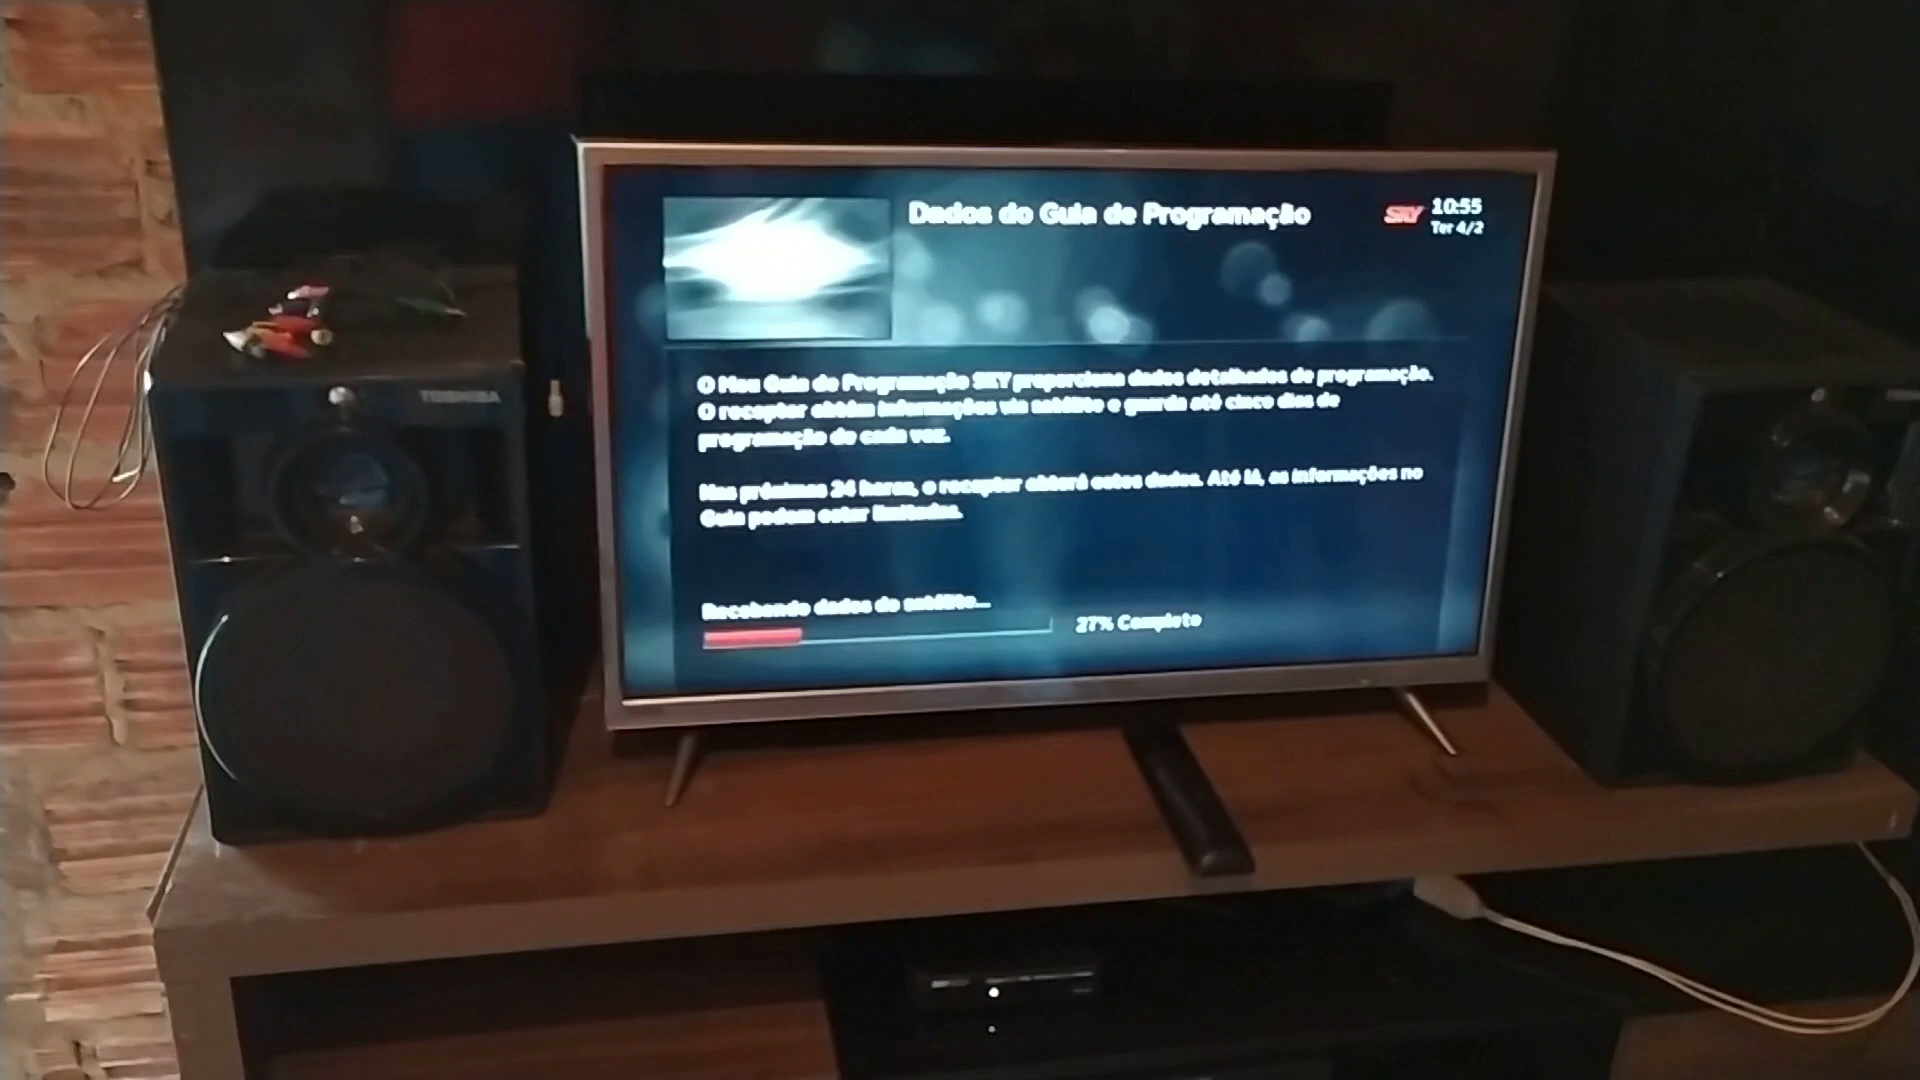 Dados do Guia de Programação
SKY 10:55
Ter 4/2
O Meu Guia de Programação SKY proporciona dados detalhados de programação.
O receptor obtém informações via satélite e guarda até cinco dias de
programação de cada vez.
Nas próximas 24 horas, o receptor obterá estes dados. Até lá, as informações no
Guia podem estar limitadas.
Recebendo dados do satélite...
27% Completo
TOSHIBA